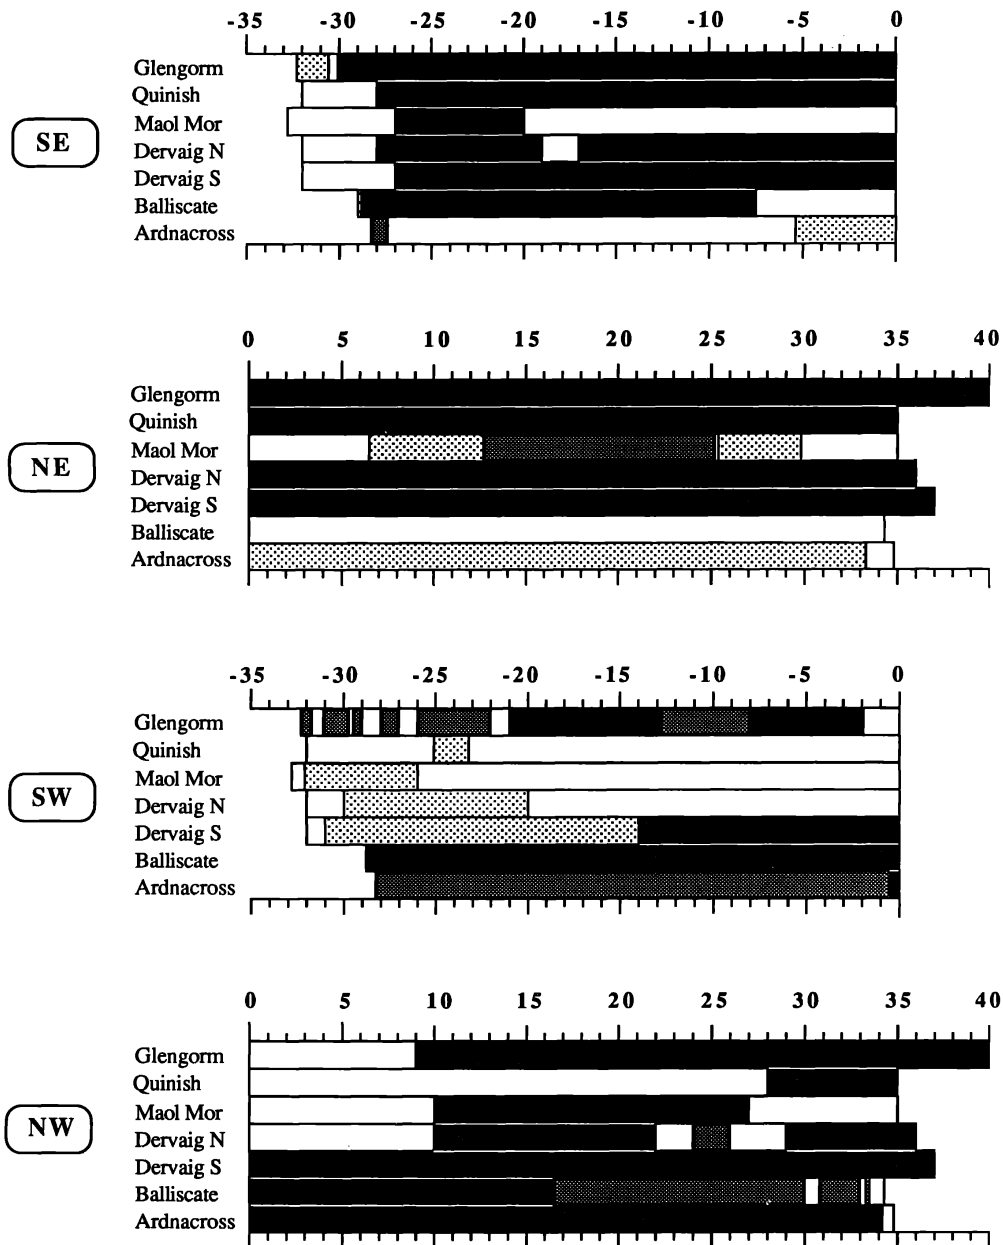 -35 -30 -25 -20 -15 -10 -5 0
Glengorm
Quinish
Maol Mor
SE
Dervaig N
Dervaig S
Balliscate
Ardnacross
0 5 10 15 20 25 30 35 40
Glengorm
Quinish
Maol Mor
NE
Dervaig N
Dervaig S
Balliscate
Ardnacross
-35 -30 -25 -20 -15 -10 -5 0
Glengorm
Quinish
Maol Mor
SW
Dervaig N
Dervaig S
Balliscate
Ardnacross
0 5 10 15 20 25 30 35 40
Glengorm
Quinish
Maol Mor
NW
Dervaig N
Dervaig S
Balliscate
Ardnacross